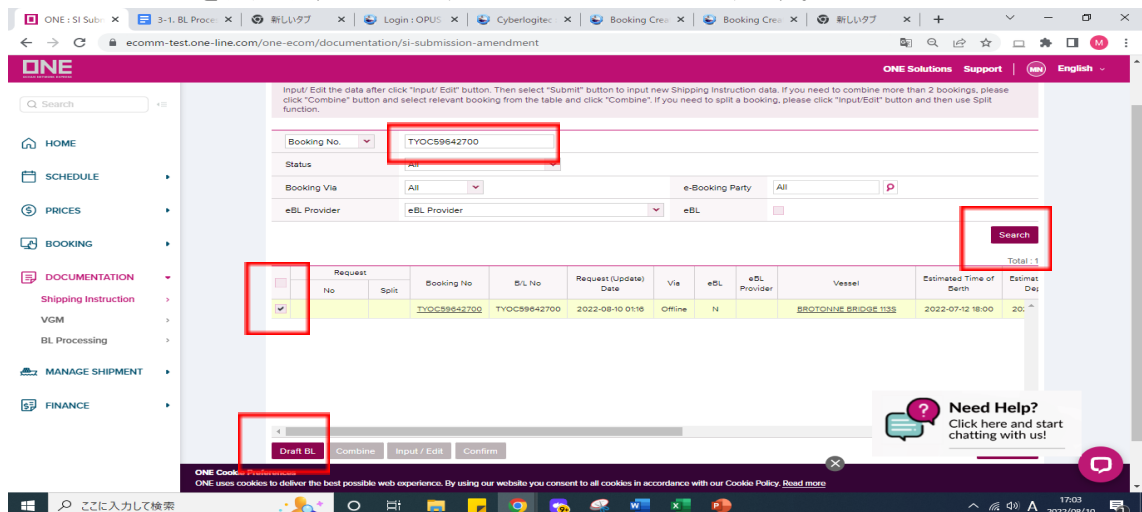 ONE : SI Subm
3-1. BL Proce
新しいタブ
Login : OPUS
Cyberlogitec
Booking Crea
Booking Crea
新しいタブ
ecomm-test.one-line.com/one-ecom/documentation/si-submission-amendment
M
ONE
ONE Solutions Support | MN English
Search
Input/ Edit the data after click "Input/ Edit" button. Then select "Submit" button to input new Shipping Instruction data. If you need to combine more than 2 bookings, please
click "Combine" button and select relevant booking from the table and click "Combine". If you need to split a booking, please click "Input/Edit" button and then use Split
function.
HOME
SCHEDULE
PRICES
BOOKING
DOCUMENTATION
Shipping Instruction
VGM
BL Processing
MANAGE SHIPMENT
FINANCE
Booking No. TYOC59642700
Status All
Booking Via All e-Booking Party All
eBL Provider eBL Provider eBL
Search
Total : 1
Request Booking No B/L No Request (Update) Date Via eBL eBL Provider Vessel Estimated Time of Berth Estimat Dep
No Split
TYOC59642700 TYOC59642700 2022-08-10 01:16 Offline N BROTONNE BRIDGE 113S 2022-07-12 18:00 20
Need Help?
Click here and start
chatting with us!
Draft BL Combine Input / Edit Confirm
ONE Cookie Preferences
ONE uses cookies to deliver the best possible web experience. By using our website you consent to all cookies in accordance with our Cookie Policy. Read more
ここに入力して検索
A
17:03
2022/08/10